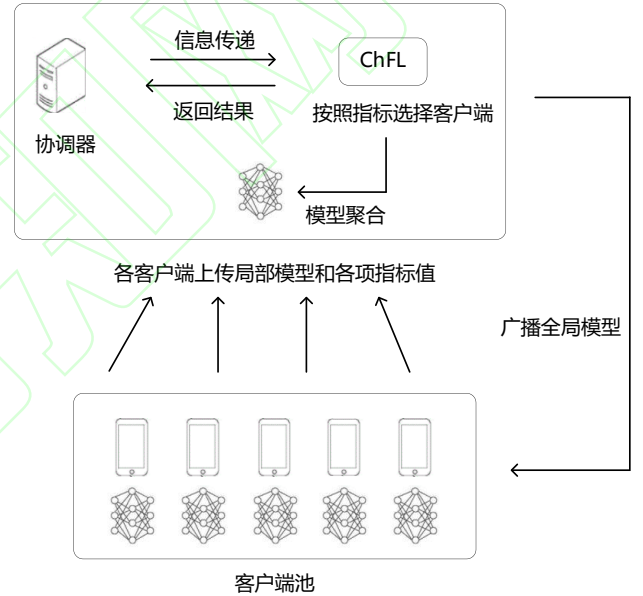 信息传递
ChFL
返回结果
按照指标选择客户端
协调器
模型聚合
各客户端上传局部模型和各项指标值
广播全局模型
客户端池